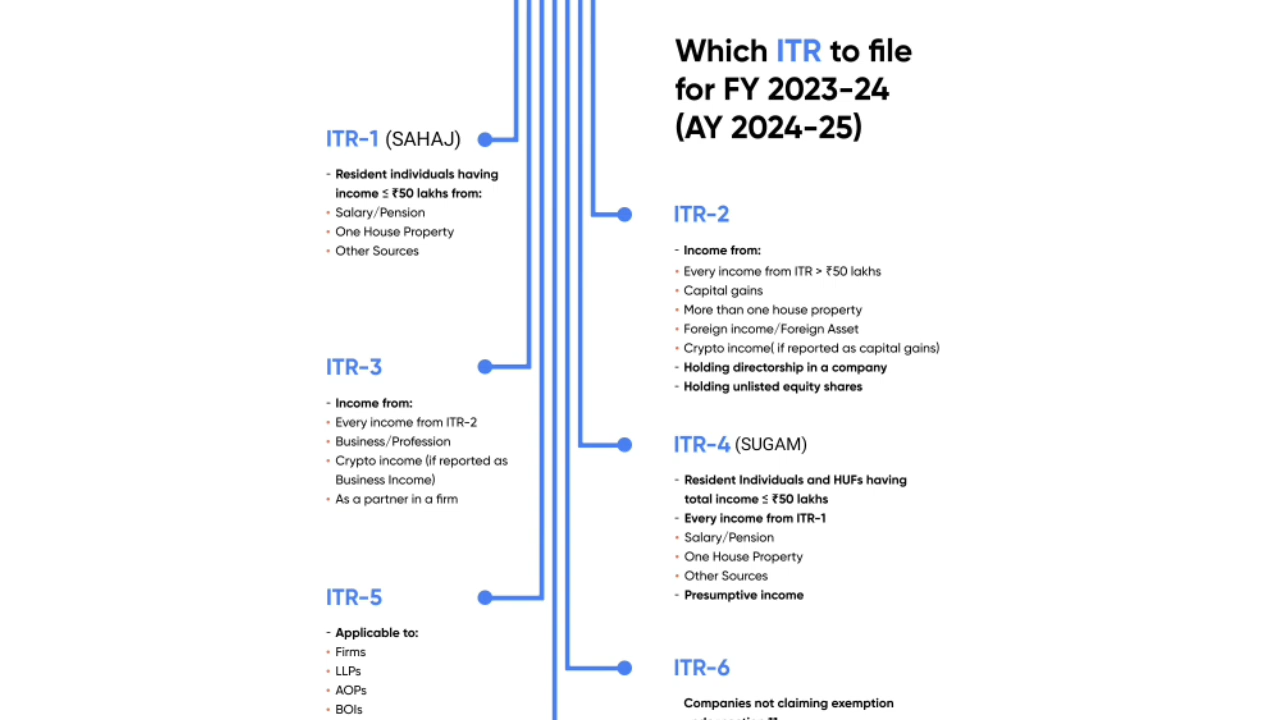 Which ITR to file
for FY 2023-24
(AY 2024-25)
ITR-1 (SAHAJ)
- Resident individuals having
income ≤ ₹50 lakhs from:
• Salary/Pension
• One House Property
• Other Sources
ITR-2
- Income from:
• Every income from ITR > ₹50 lakhs
• Capital gains
• More than one house property
• Foreign income/Foreign Asset
• Crypto income( if reported as capital gains)
- Holding directorship in a company
- Holding unlisted equity shares
ITR-3
- Income from:
• Every income from ITR-2
• Business/Profession
• Crypto income (if reported as
Business Income)
• As a partner in a firm
ITR-4 (SUGAM)
- Resident Individuals and HUFs having
total income ≤ ₹50 lakhs
- Every income from ITR-1
• Salary/Pension
• One House Property
• Other Sources
- Presumptive income
ITR-5
- Applicable to:
• Firms
• LLPs
• AOPs
• BOIs
ITR-6
Companies not claiming exemption